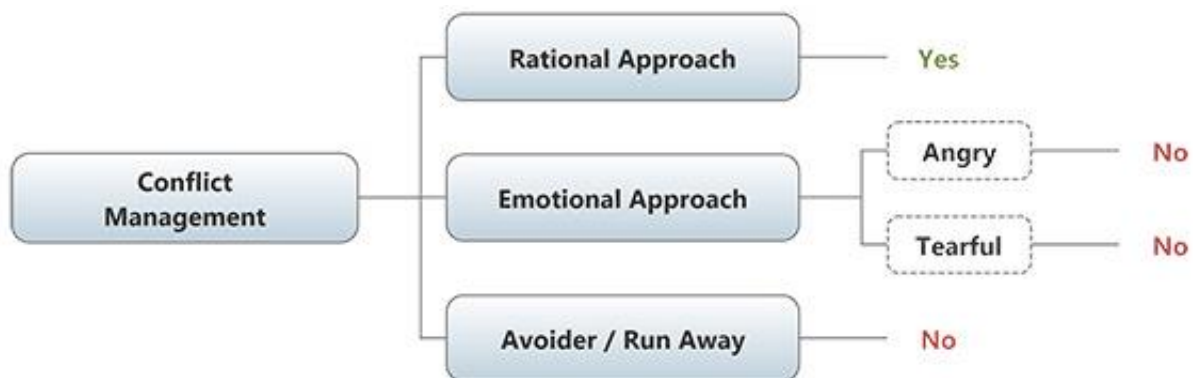 Rational Approach
Yes
Conflict
Management
Emotional Approach
Angry
No
Tearful
No
Avoider / Run Away
No